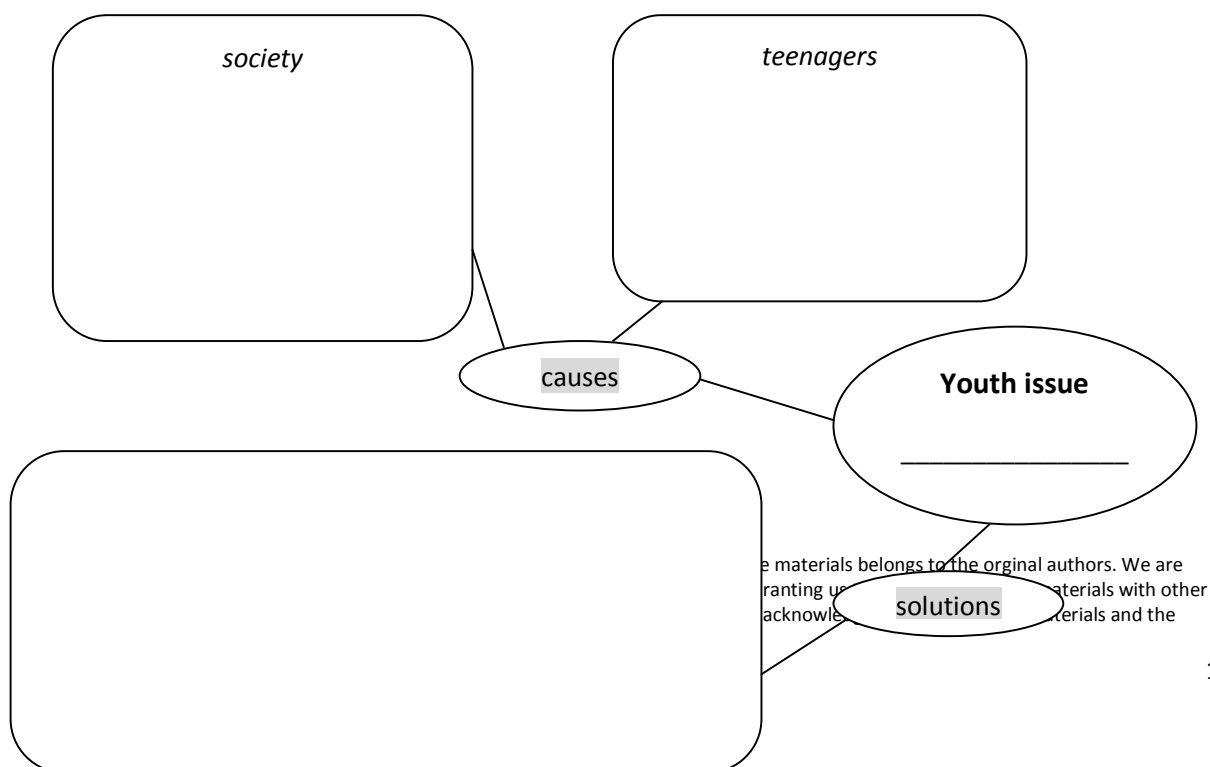 society
teenagers
causes
Youth issue
________________
e materials belongs to the orginal authors. We are
ranting us aterials with other
acknowle terials and the
solutions